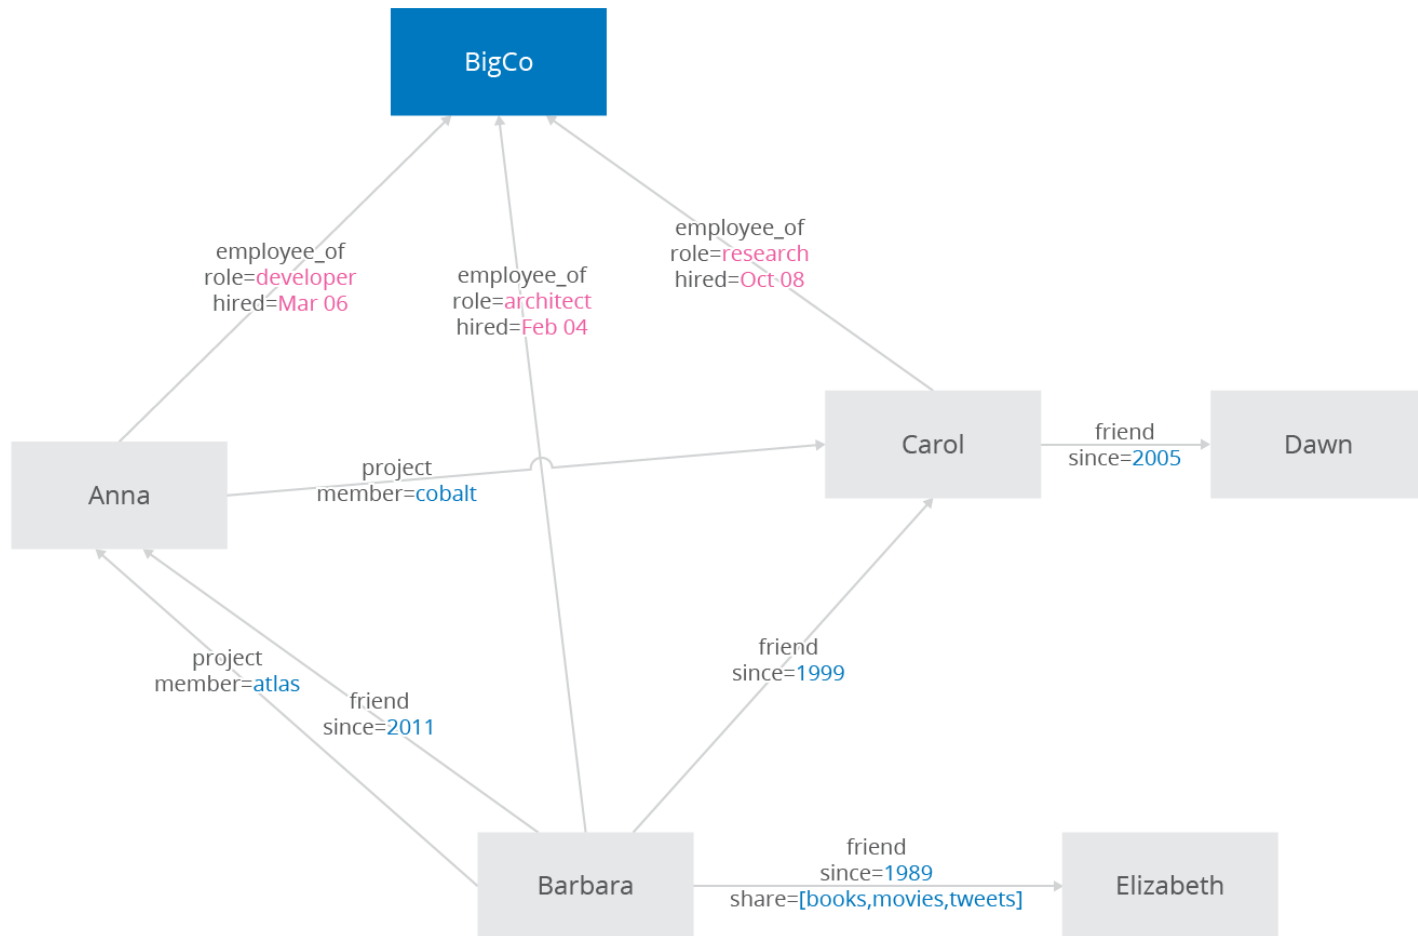 BigCo
employee_of
role=developer
hired=Mar 06
employee_of
role=architect
hired=Feb 04
employee_of
role=research
hired=Oct 08
Anna
project
member=cobalt
Carol
friend
since=2005
Dawn
project
member=atlas
friend
since=2011
friend
since=1999
Barbara
friend
since=1989
share=[books,movies,tweets]
Elizabeth